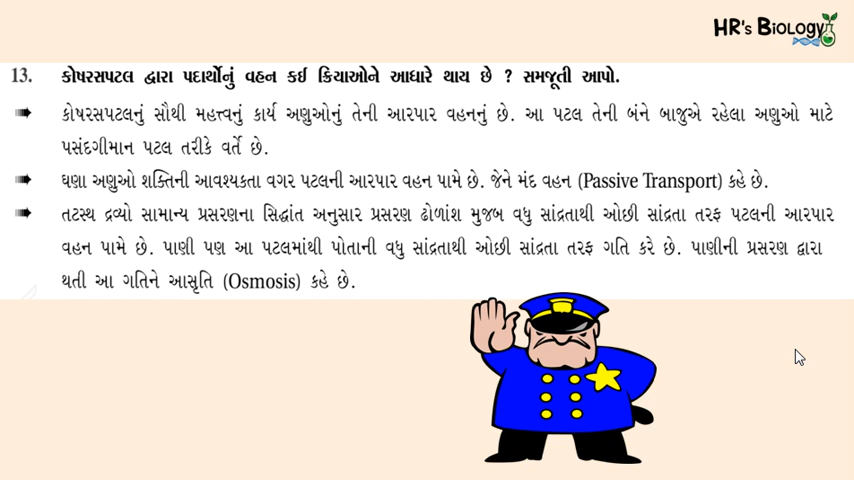 HR's BIOLOGY
13. કોષરસપટલ દ્વારા પદાર્થોનું વહન કઈ ક્રિયાઓને આધારે થાય છે ? સમજૂતી આપો.
➠ કોષરસપટલનું સૌથી મહત્ત્વનું કાર્ય અણુઓનું તેની આરપાર વહનનું છે. આ પટલ તેની બંને બાજુએ રહેલા અણુઓ માટે
પસંદગીમાન પટલ તરીકે વર્તે છે.
➠ ઘણા અણુઓ શક્તિની આવશ્યકતા વગર પટલની આરપાર વહન પામે છે. જેને મંદ વહન (Passive Transport) કહે છે.
➠ તટસ્થ દ્રવ્યો સામાન્ય પ્રસરણના સિદ્ધાંત અનુસાર પ્રસરણ ઢોળાંશ મુજબ વધુ સાંદ્રતાથી ઓછી સાંદ્રતા તરફ પટલની આરપાર
વહન પામે છે. પાણી પણ આ પટલમાંથી પોતાની વધુ સાંદ્રતાથી ઓછી સાંદ્રતા તરફ ગતિ કરે છે. પાણીની પ્રસરણ દ્વારા
થતી આ ગતિને આસૃતિ (Osmosis) કહે છે.